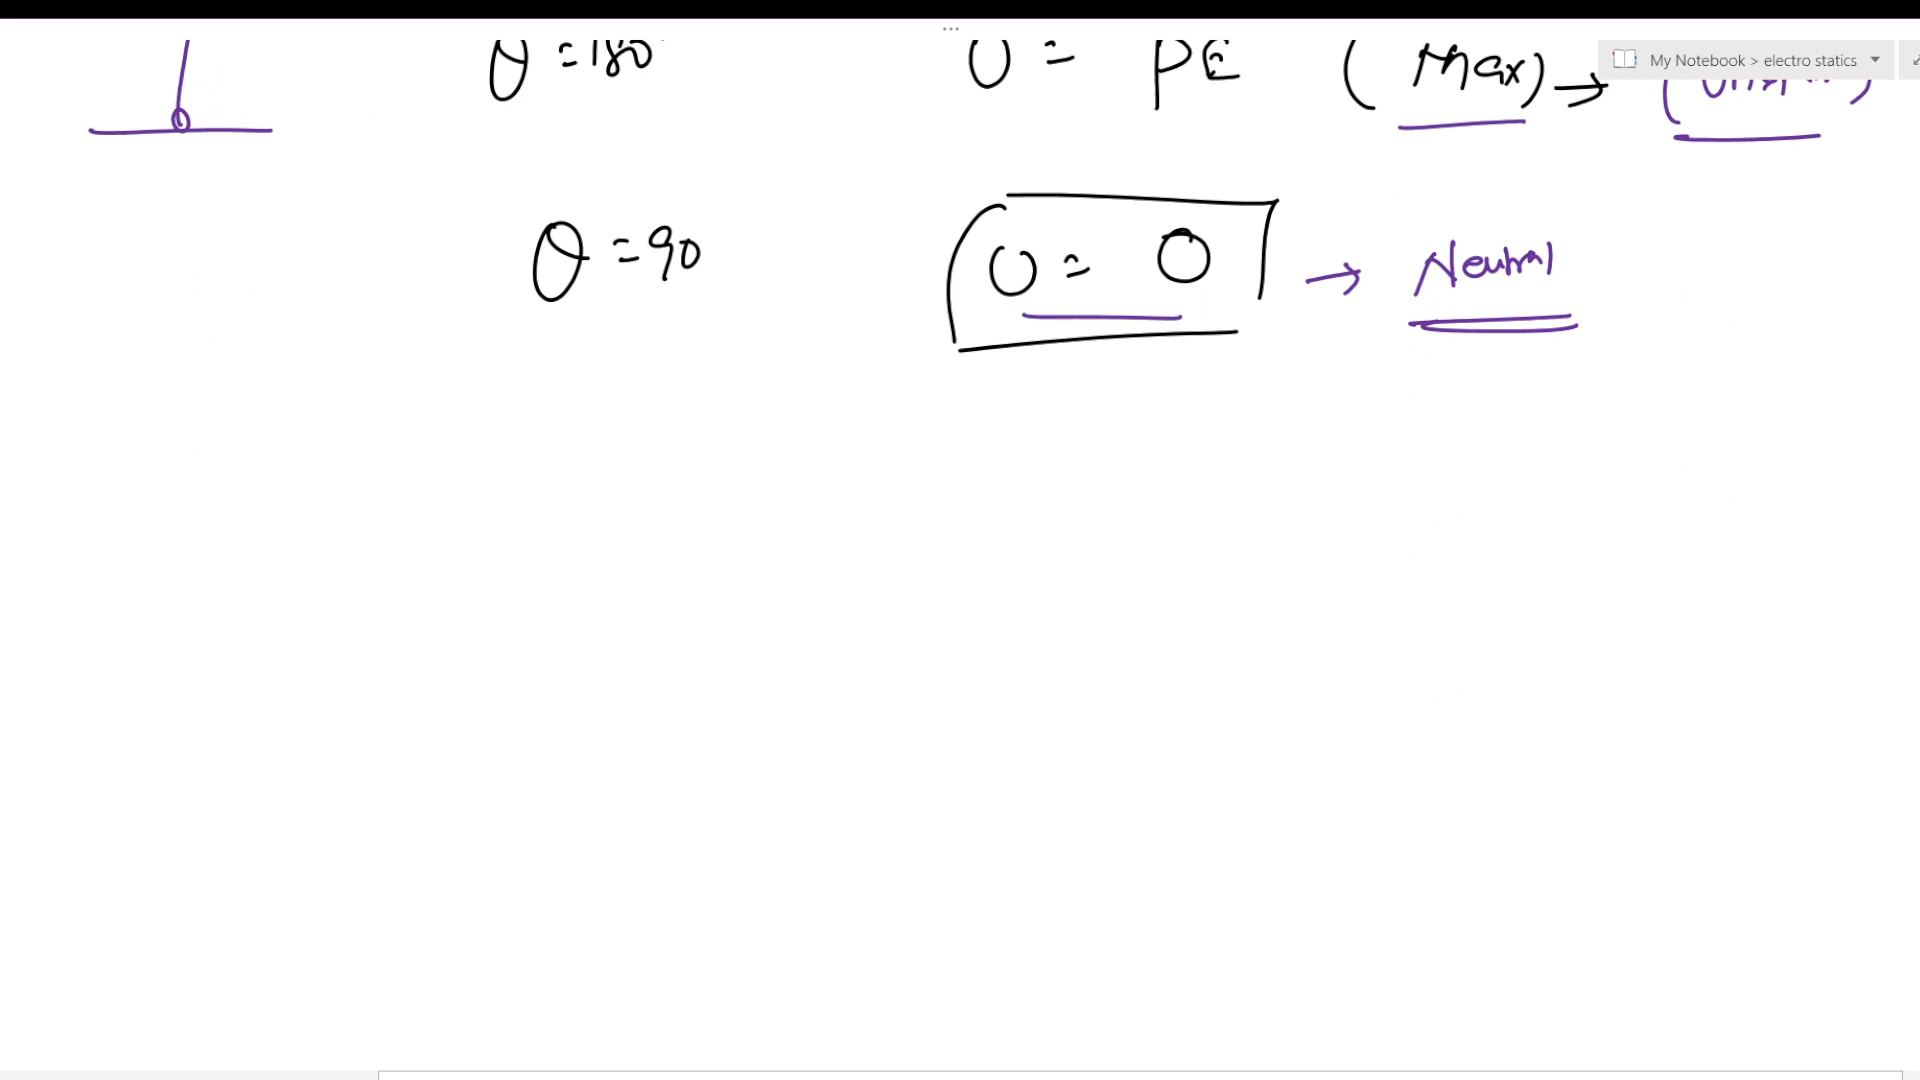 θ = 180° U = PE (Max) →
My Notebook > electro statics
θ = 90 U = 0 → Neutral